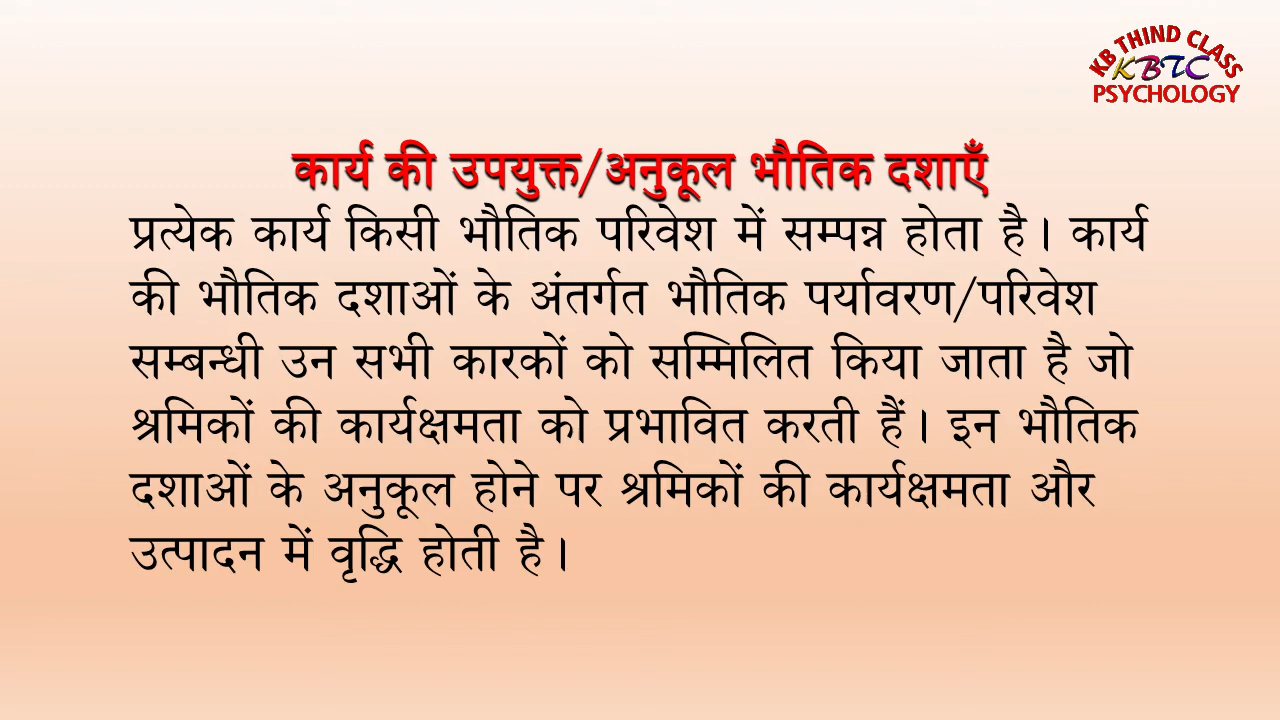 KB THIND CLASS
KBTC
PSYCHOLOGY
कार्य की उपयुक्त/अनुकूल भौतिक दशाएँ
प्रत्येक कार्य किसी भौतिक परिवेश में सम्पन्न होता है। कार्य
की भौतिक दशाओं के अंतर्गत भौतिक पर्यावरण/परिवेश
सम्बन्धी उन सभी कारकों को सम्मिलित किया जाता है जो
श्रमिकों की कार्यक्षमता को प्रभावित करती हैं। इन भौतिक
दशाओं के अनुकूल होने पर श्रमिकों की कार्यक्षमता और
उत्पादन में वृद्धि होती है।